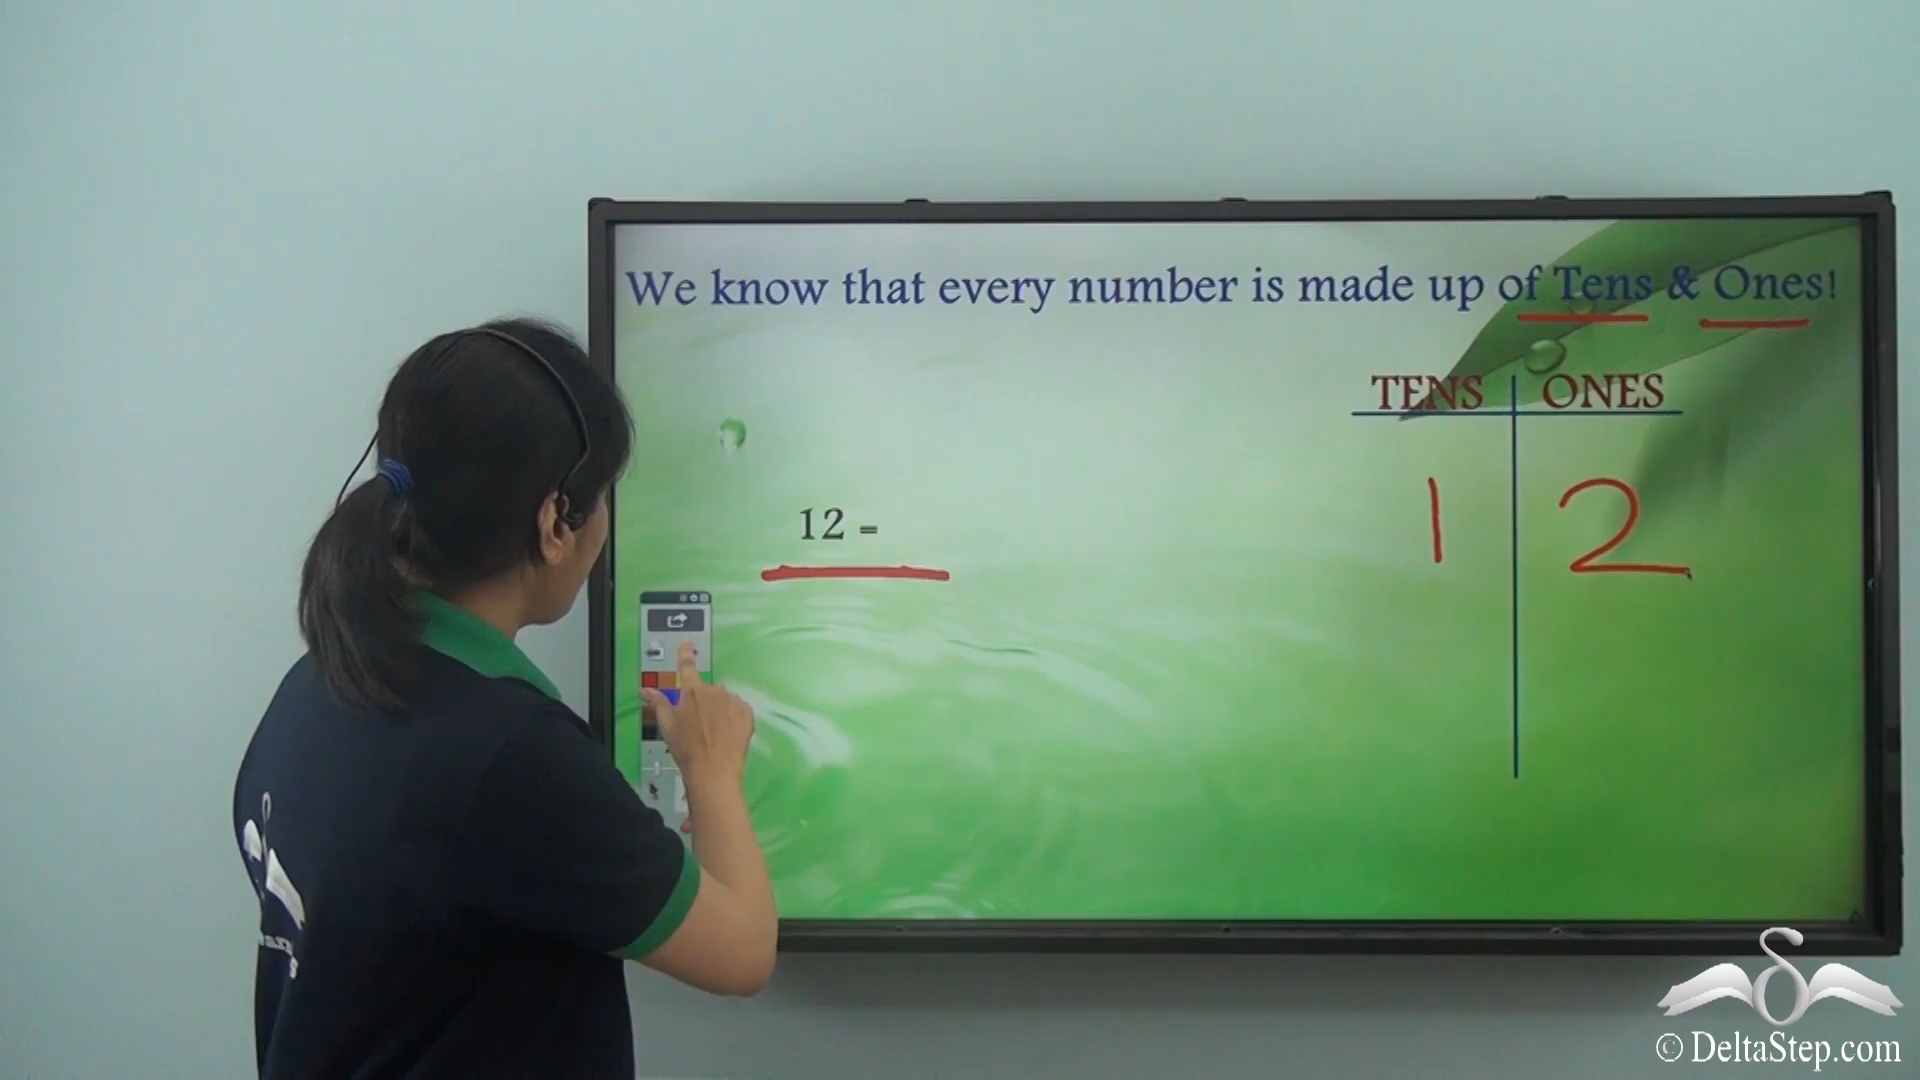 We know that every number is made up of Tens & Ones!
TENS ONES
12 =
1 2
© DeltaStep.com